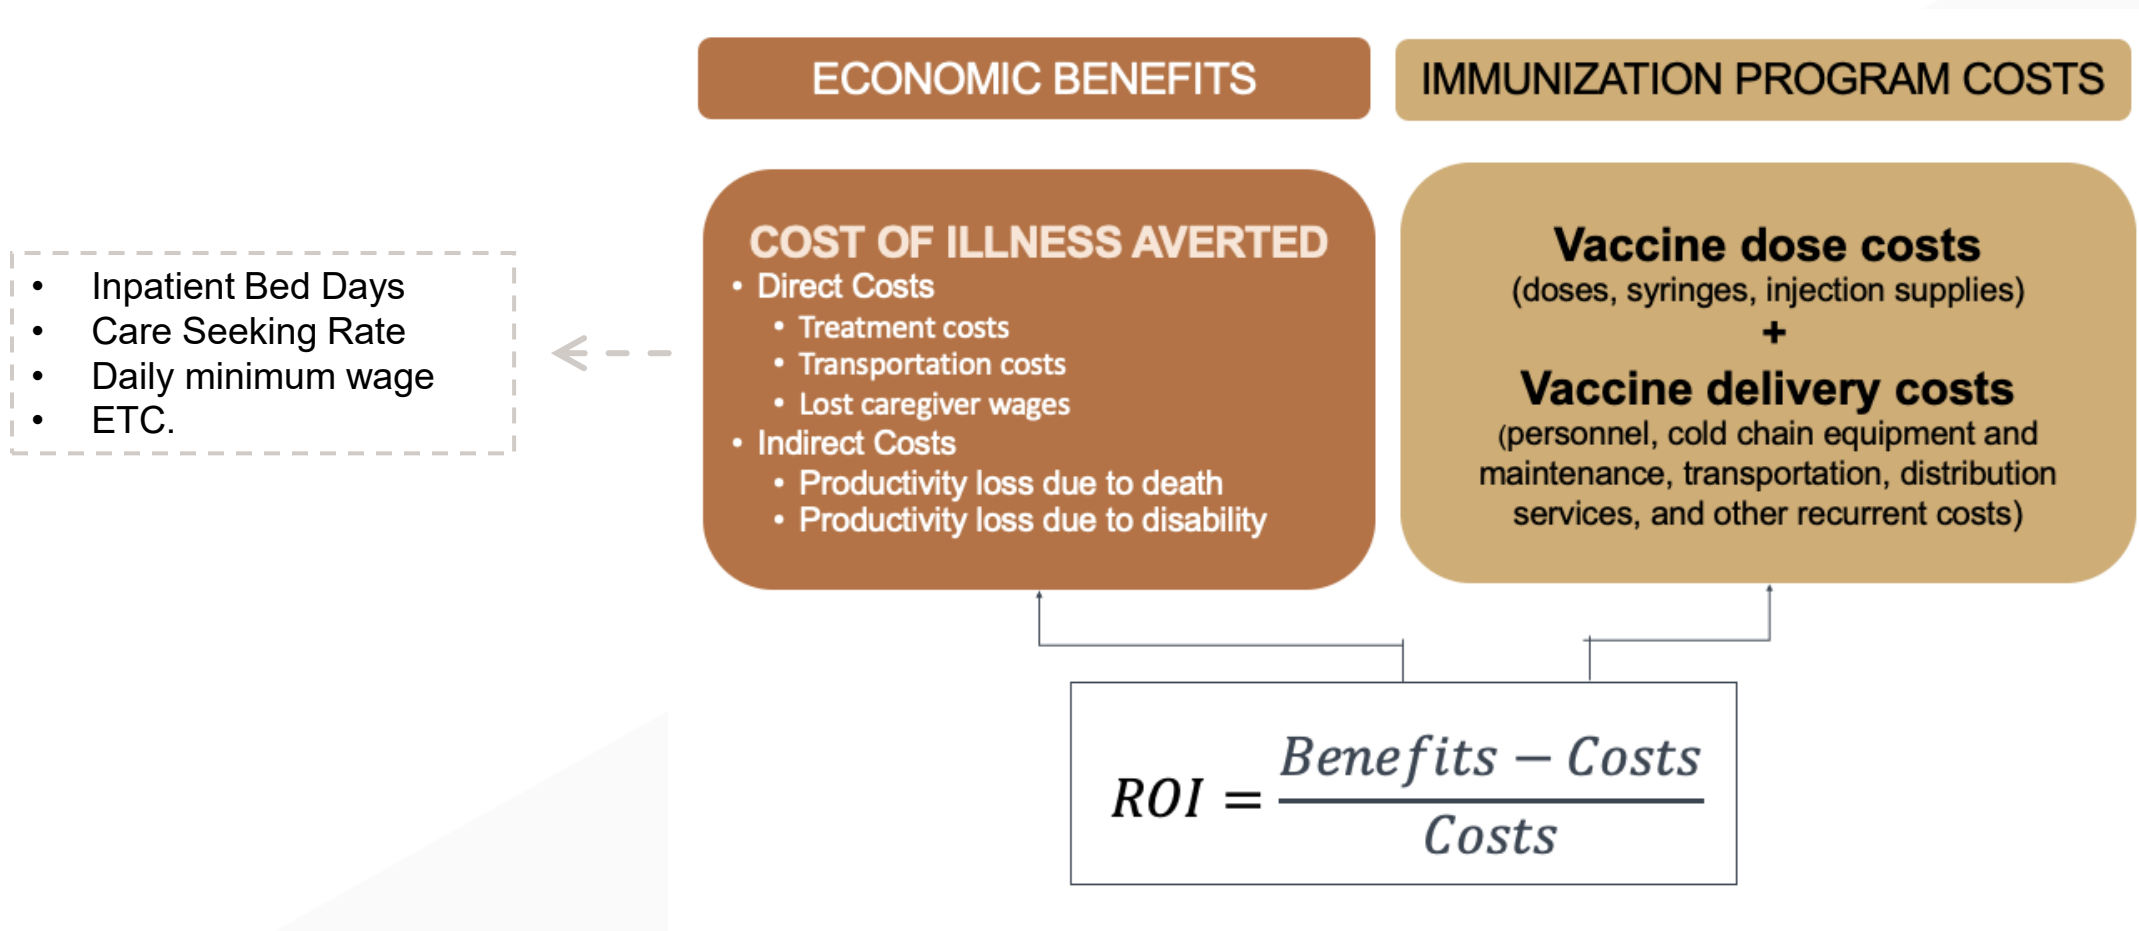 ECONOMIC BENEFITS
IMMUNIZATION PROGRAM COSTS
• Inpatient Bed Days
• Care Seeking Rate
• Daily minimum wage
• ETC.
COST OF ILLNESS AVERTED
• Direct Costs
• Treatment costs
• Transportation costs
• Lost caregiver wages
• Indirect Costs
• Productivity loss due to death
• Productivity loss due to disability
Vaccine dose costs
(doses, syringes, injection supplies)
+
Vaccine delivery costs
(personnel, cold chain equipment and
maintenance, transportation, distribution
services, and other recurrent costs)
ROI = Benefits − Costs
Costs